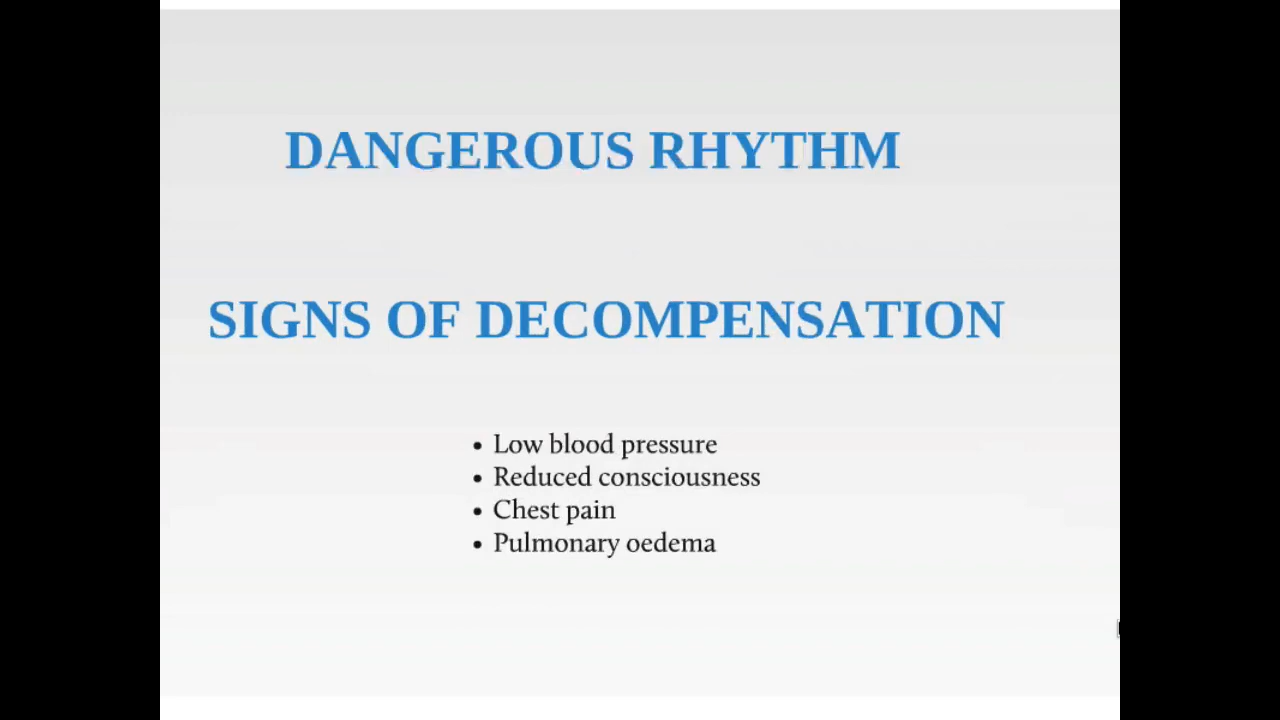 DANGEROUS RHYTHM
SIGNS OF DECOMPENSATION
• Low blood pressure
• Reduced consciousness
• Chest pain
• Pulmonary oedema